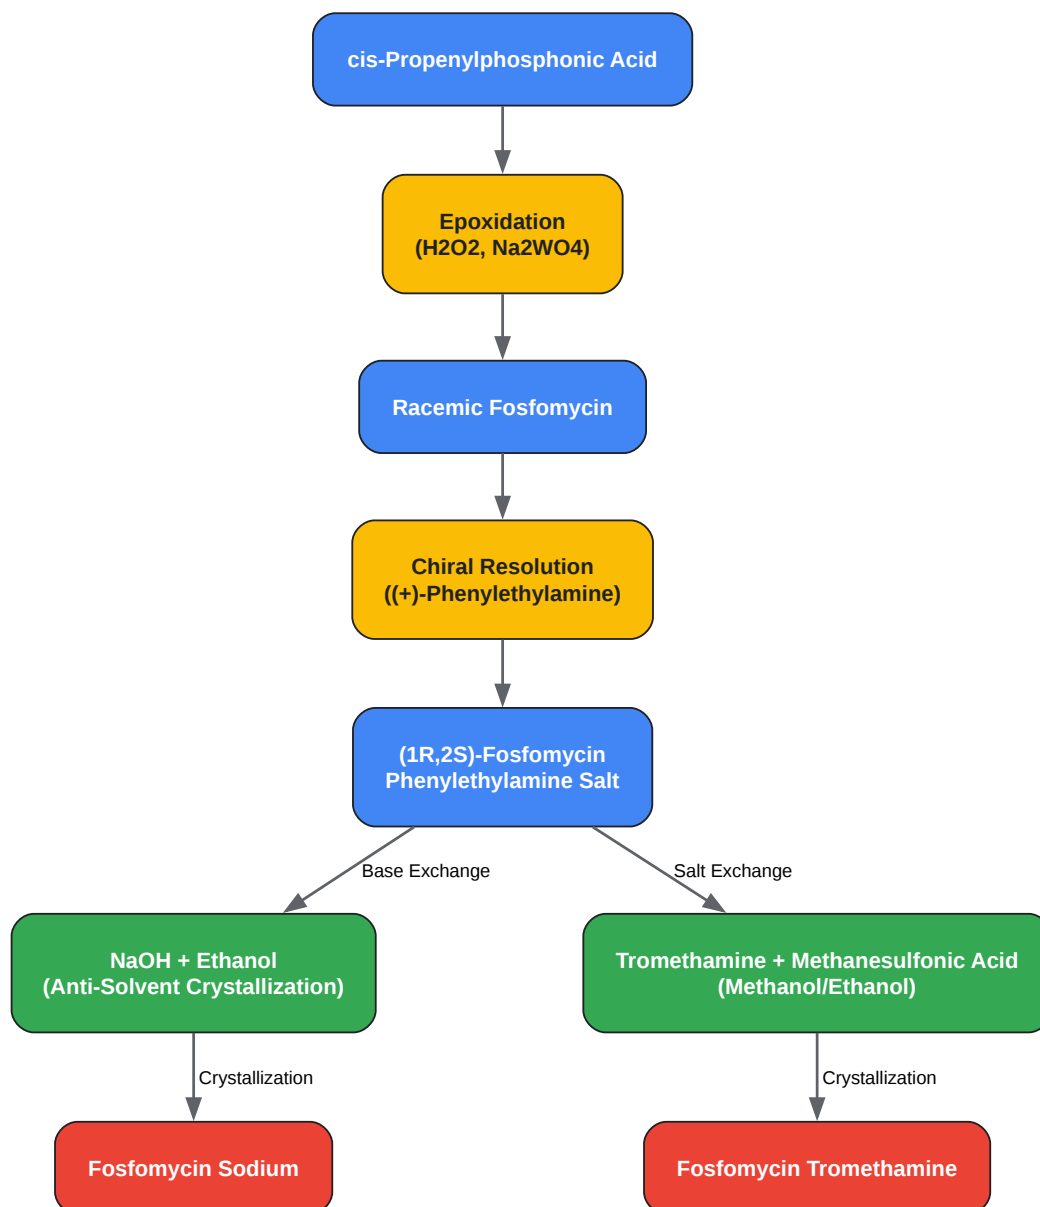 cis-Propenylphosphonic Acid
Epoxidation
(H2O2, Na2WO4)
Racemic Fosfomycin
Chiral Resolution
((+)-Phenylethylamine)
(1R,2S)-Fosfomycin
Phenylethylamine Salt
Base Exchange
Salt Exchange
NaOH + Ethanol
(Anti-Solvent Crystallization)
Tromethamine + Methanesulfonic Acid
(Methanol/Ethanol)
Crystallization
Crystallization
Fosfomycin Sodium
Fosfomycin Tromethamine